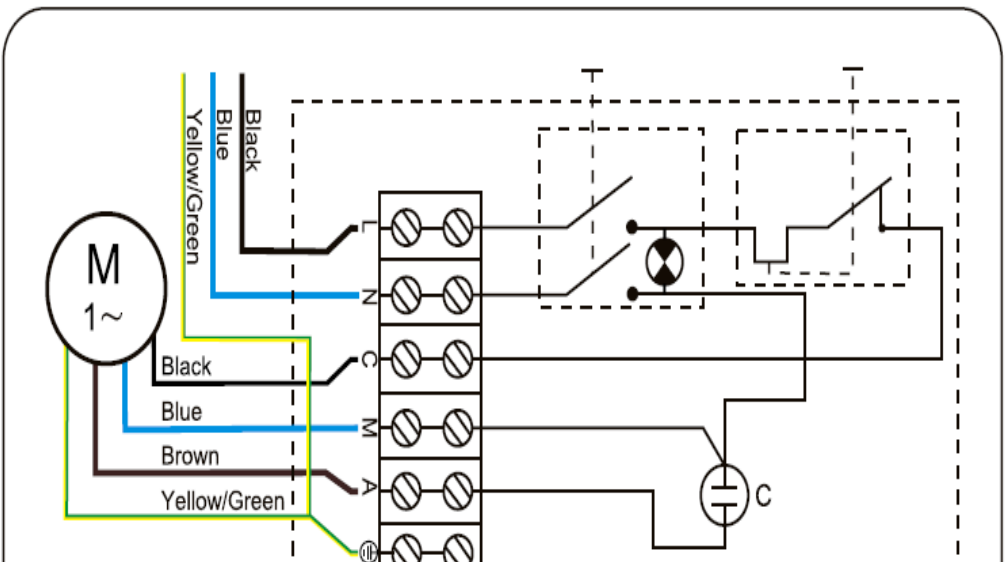 Yellow/Green
Blue
Black
M
1~
L
N
C
M
A
Black
Blue
Brown
Yellow/Green
C